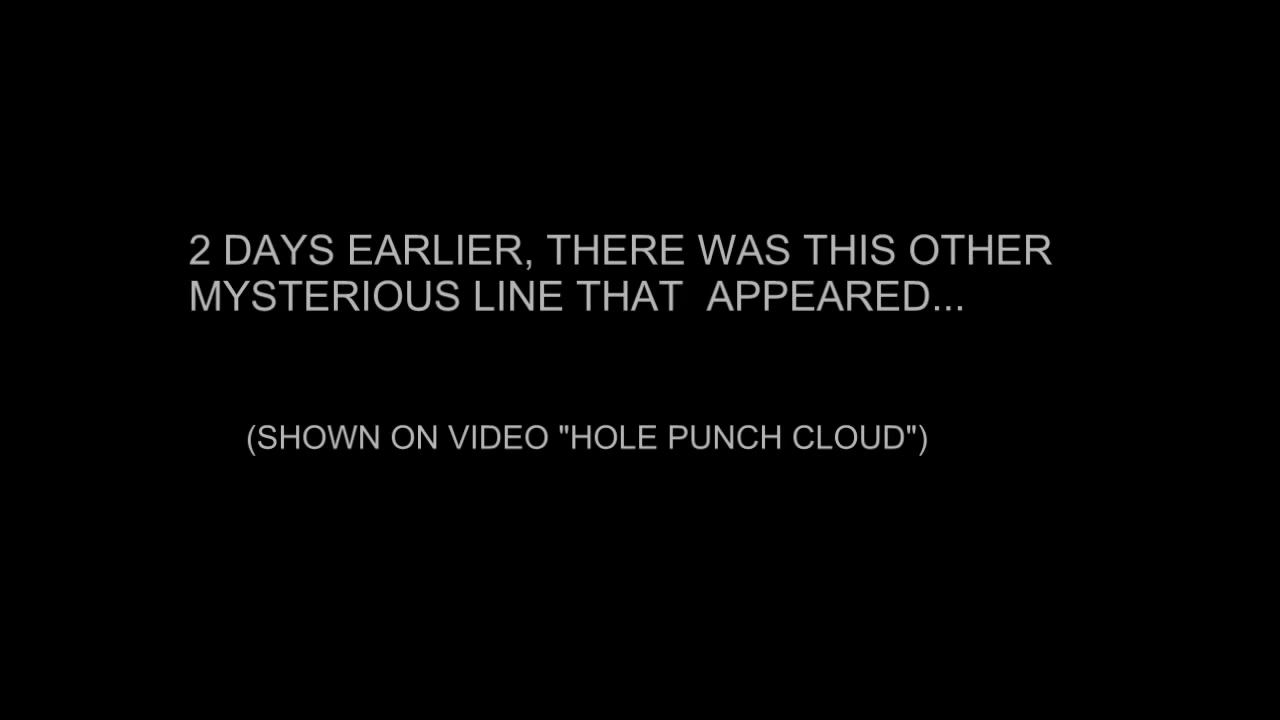 2 DAYS EARLIER, THERE WAS THIS OTHER
MYSTERIOUS LINE THAT  APPEARED...
(SHOWN ON VIDEO "HOLE PUNCH CLOUD")